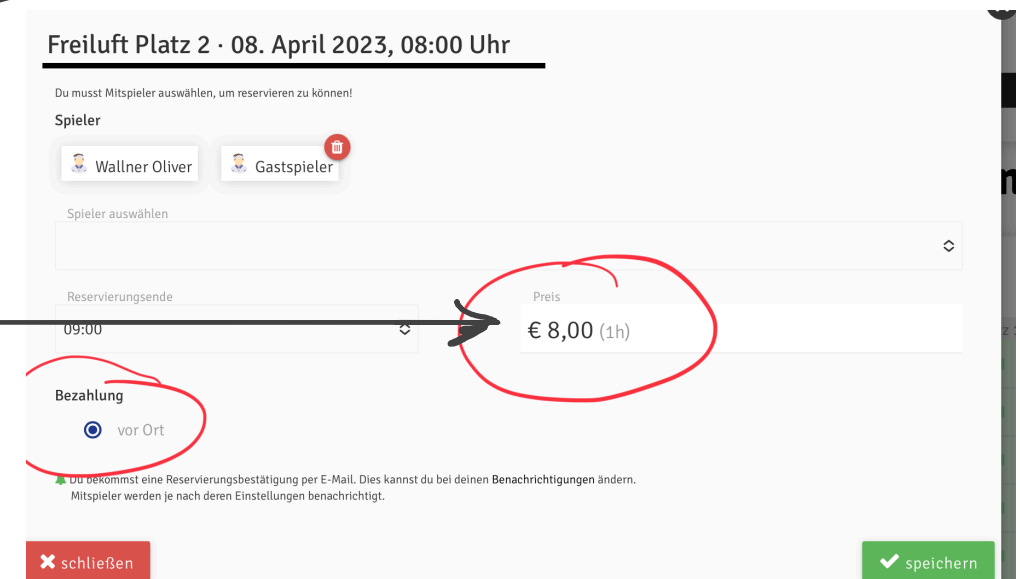 Freiluft Platz 2 · 08. April 2023, 08:00 Uhr
Du musst Mitspieler auswählen, um reservieren zu können!
Spieler
Wallner Oliver Gastspieler
Spieler auswählen
Reservierungsende Preis
09:00 € 8,00 (1h)
Bezahlung
vor Ort
Du bekommst eine Reservierungsbestätigung per E-Mail. Dies kannst du bei deinen Benachrichtigungen ändern.
Mitspieler werden je nach deren Einstellungen benachrichtigt.
schließen speichern